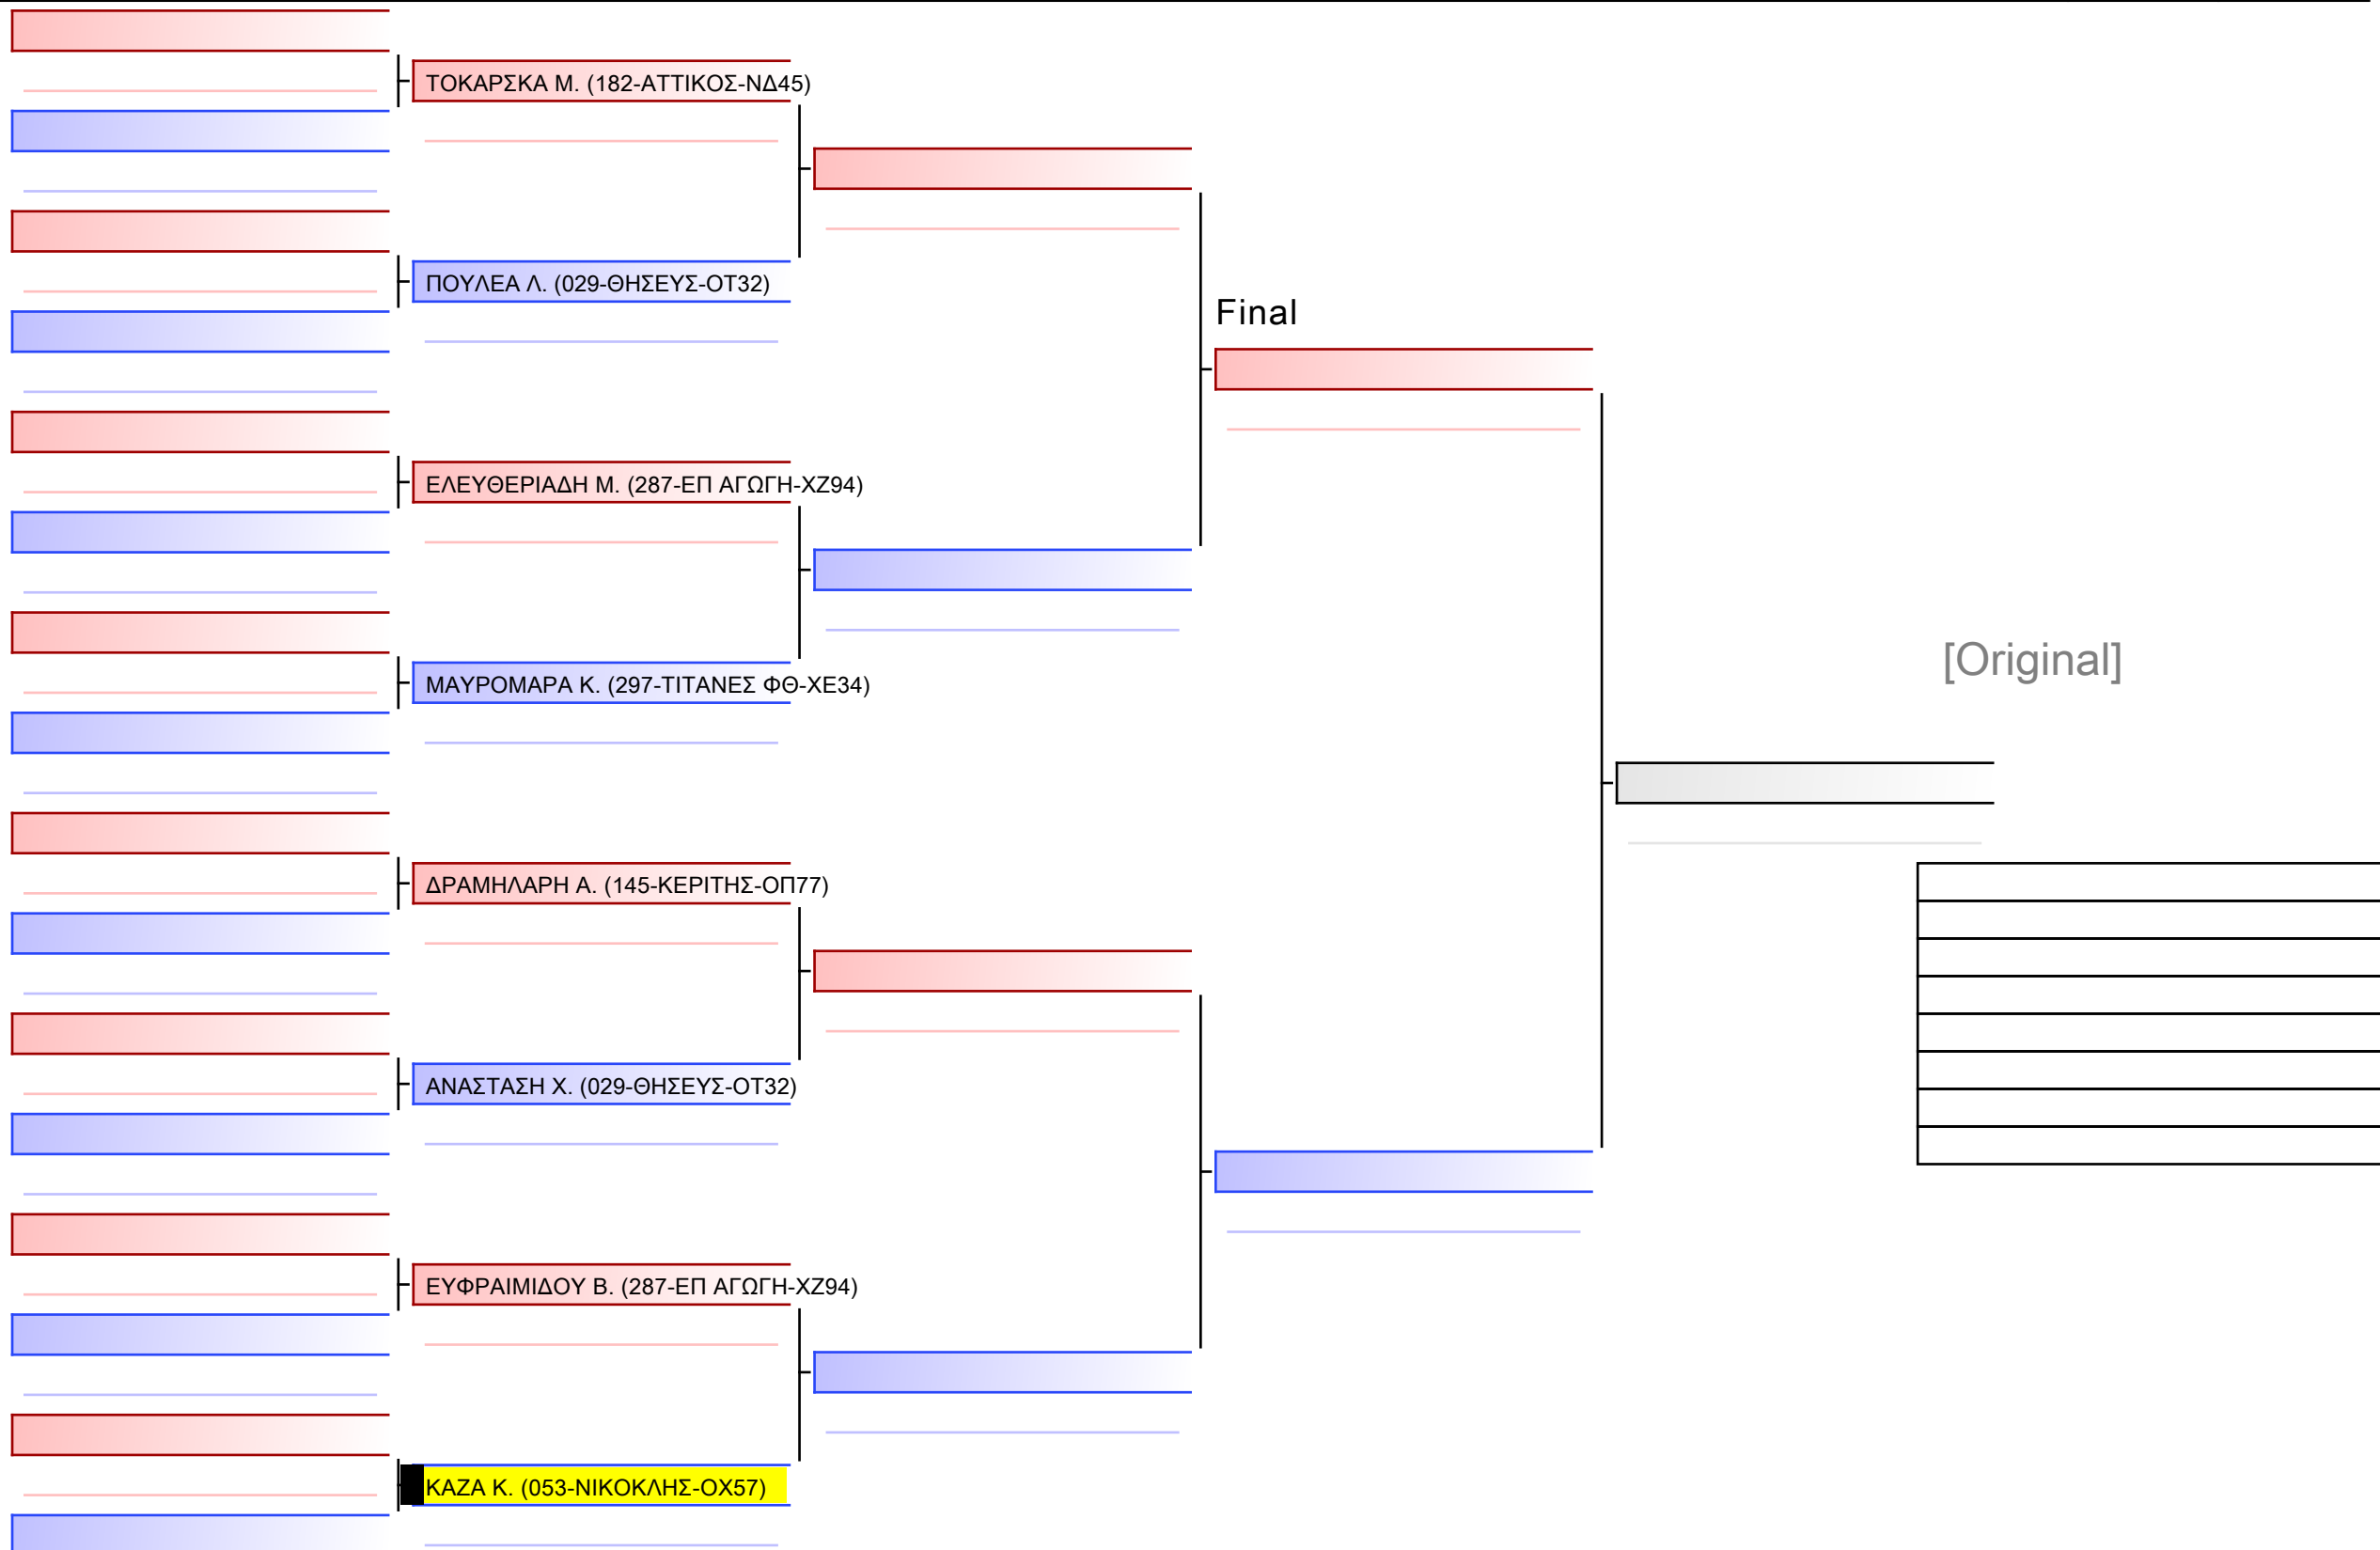 ΤΟΚΑΡΣΚΑ Μ. (182-ΑΤΤΙΚΟΣ-ΝΔ45)
ΠΟΥΛΕΑ Λ. (029-ΘΗΣΕΥΣ-ΟΤ32)
Final
ΕΛΕΥΘΕΡΙΑΔΗ Μ. (287-ΕΠ ΑΓΩΓΗ-ΧΖ94)
[Original]
ΜΑΥΡΟΜΑΡΑ Κ. (297-ΤΙΤΑΝΕΣ ΦΘ-ΧΕ34)
ΔΡΑΜΗΛΑΡΗ Α. (145-ΚΕΡΙΤΗΣ-ΟΠ77)
ΑΝΑΣΤΑΣΗ Χ. (029-ΘΗΣΕΥΣ-ΟΤ32)
ΕΥΦΡΑΙΜΙΔΟΥ Β. (287-ΕΠ ΑΓΩΓΗ-ΧΖ94)
ΚΑΖΑ Κ. (053-ΝΙΚΟΚΛΗΣ-ΟΧ57)